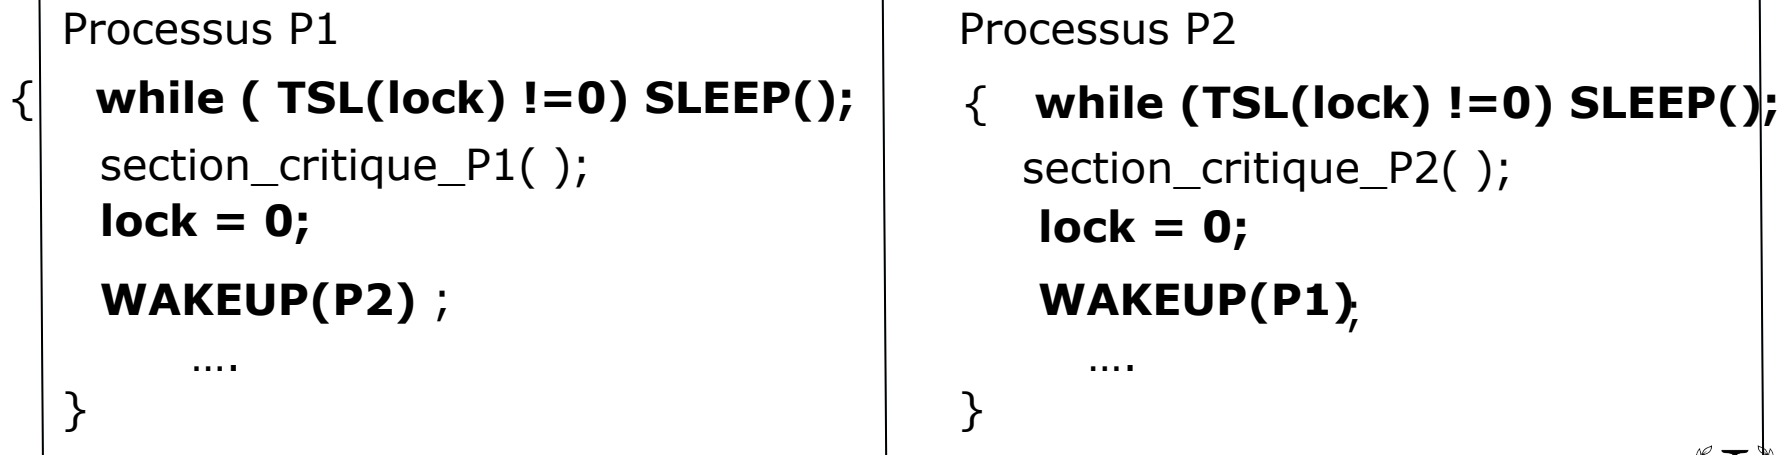 Processus P1
{ while ( TSL(lock) !=0) SLEEP();
section_critique_P1( );
lock = 0;
WAKEUP(P2) ;
....
}
Processus P2
{ while (TSL(lock) !=0) SLEEP();
section_critique_P2( );
lock = 0;
WAKEUP(P1);
....
}